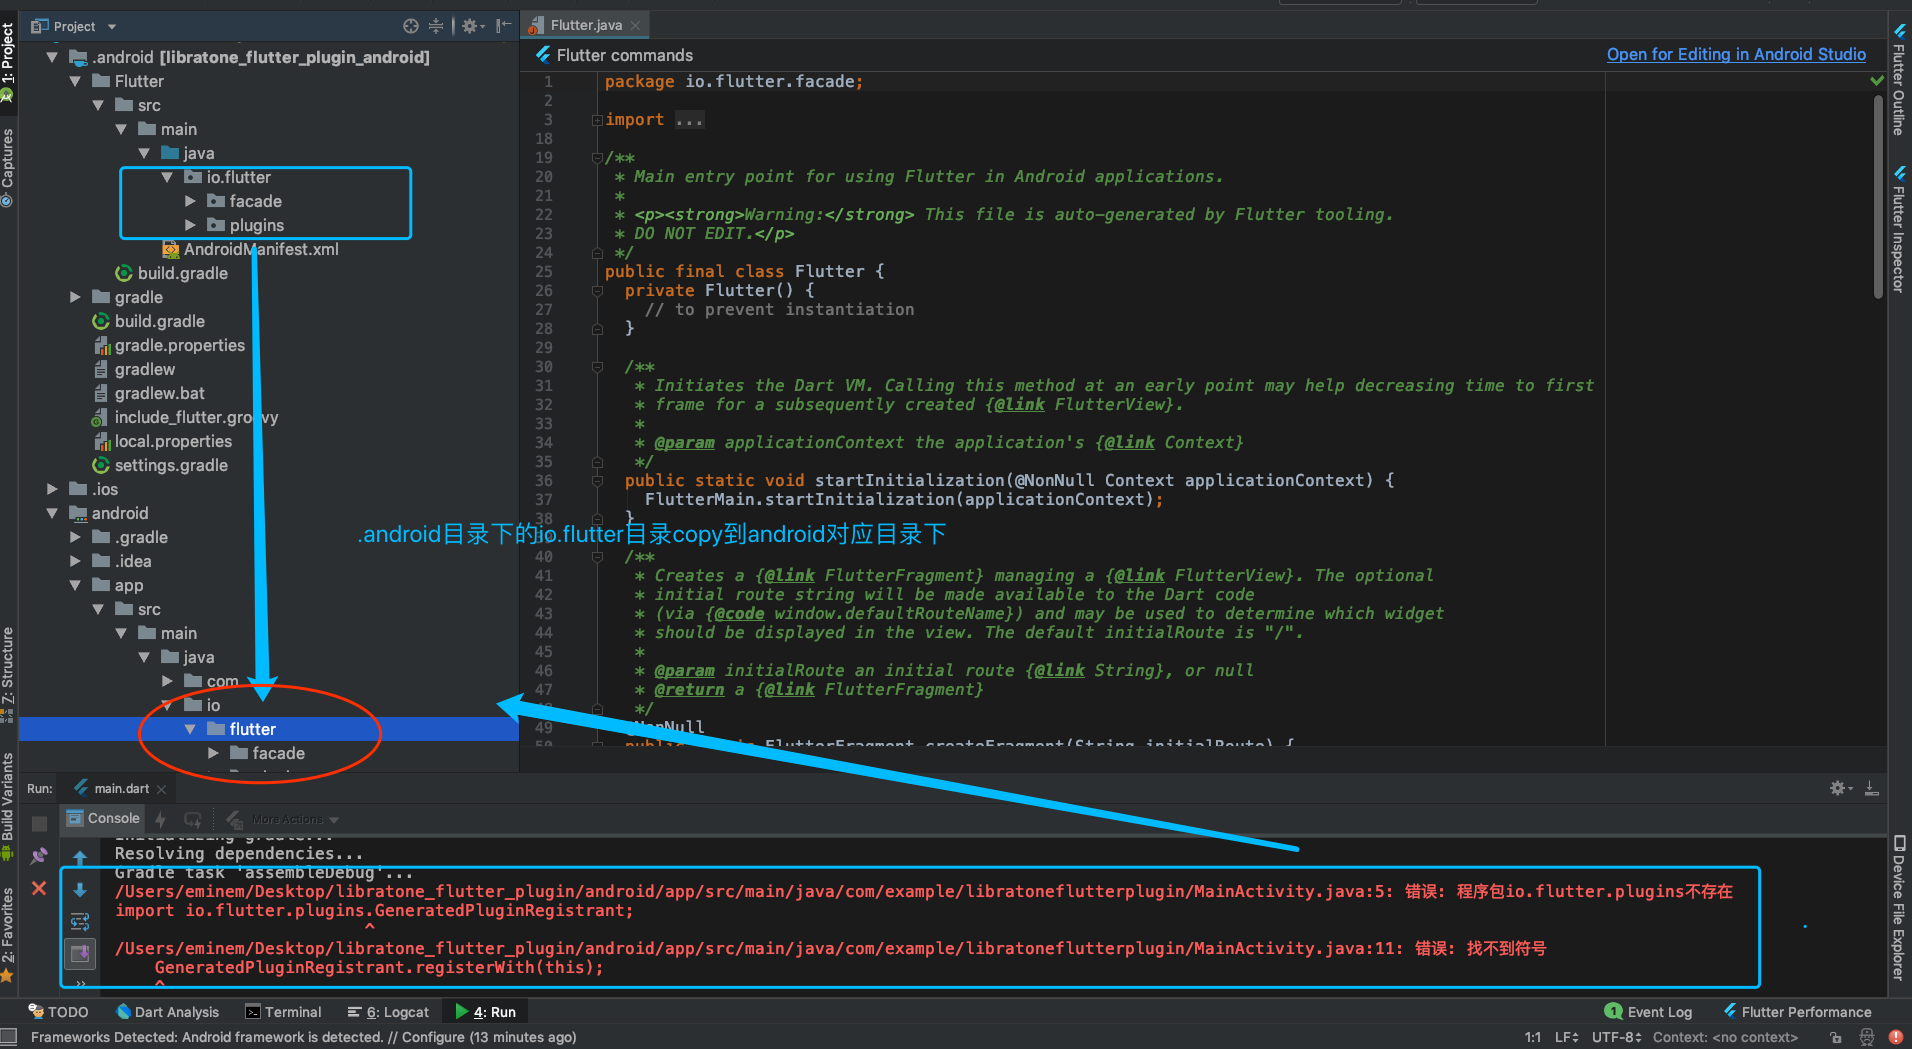 Project
Flutter.java
.android [libratone_flutter_plugin_android]
Flutter
src
main
java
io.flutter
facade
plugins
AndroidManifest.xml
build.gradle
gradle
build.gradle
gradle.properties
gradlew
gradlew.bat
include_flutter.groovy
local.properties
settings.gradle
.ios
android
.gradle
.idea
app
src
main
java
com
io
flutter
facade
1: Project
Captures
Z: Structure
Build Variants
2: Favorites
Flutter commands
Open for Editing in Android Studio
1 package io.flutter.facade;
2
3 import ...
18
19 /**
20 * Main entry point for using Flutter in Android applications.
21 *
22 * <p><strong>Warning:</strong> This file is auto-generated by Flutter tooling.
23 * DO NOT EDIT.</p>
24 */
25 public final class Flutter {
26 private Flutter() {
27 // to prevent instantiation
28 }
29
30 /**
31 * Initiates the Dart VM. Calling this method at an early point may help decreasing time to first
32 * frame for a subsequently created {@link FlutterView}.
33 *
34 * @param applicationContext the application's {@link Context}
35 */
36 public static void startInitialization(@NonNull Context applicationContext) {
37 FlutterMain.startInitialization(applicationContext);
38 }
.android目录下的io.flutter目录copy到android对应目录下
40 /**
41 * Creates a {@link FlutterFragment} managing a {@link FlutterView}. The optional
42 * initial route string will be made available to the Dart code
43 * (via {@code window.defaultRouteName}) and may be used to determine which widget
44 * should be displayed in the view. The default initialRoute is "/".
45 *
46 * @param initialRoute an initial route {@link String}, or null
47 * @return a {@link FlutterFragment}
*/
49 @NonNull
50 FlutterFragment createFragment(String initialRoute) {
Flutter Outline
Flutter Inspector
Device File Explorer
Run:
main.dart
Console
More Actions
Initializing gradle...
Resolving dependencies...
Gradle task 'assembleDebug'...
/Users/eminem/Desktop/libratone_flutter_plugin/android/app/src/main/java/com/example/libratoneflutterplugin/MainActivity.java:5: 错误: 程序包io.flutter.plugins不存在
import io.flutter.plugins.GeneratedPluginRegistrant;
^
/Users/eminem/Desktop/libratone_flutter_plugin/android/app/src/main/java/com/example/libratoneflutterplugin/MainActivity.java:11: 错误: 找不到符号
GeneratedPluginRegistrant.registerWith(this);
^
TODO
Dart Analysis
Terminal
6: Logcat
4: Run
1 Event Log
Flutter Performance
Frameworks Detected: Android framework is detected. // Configure (13 minutes ago)
1:1
LF
UTF-8
Context: <no context>